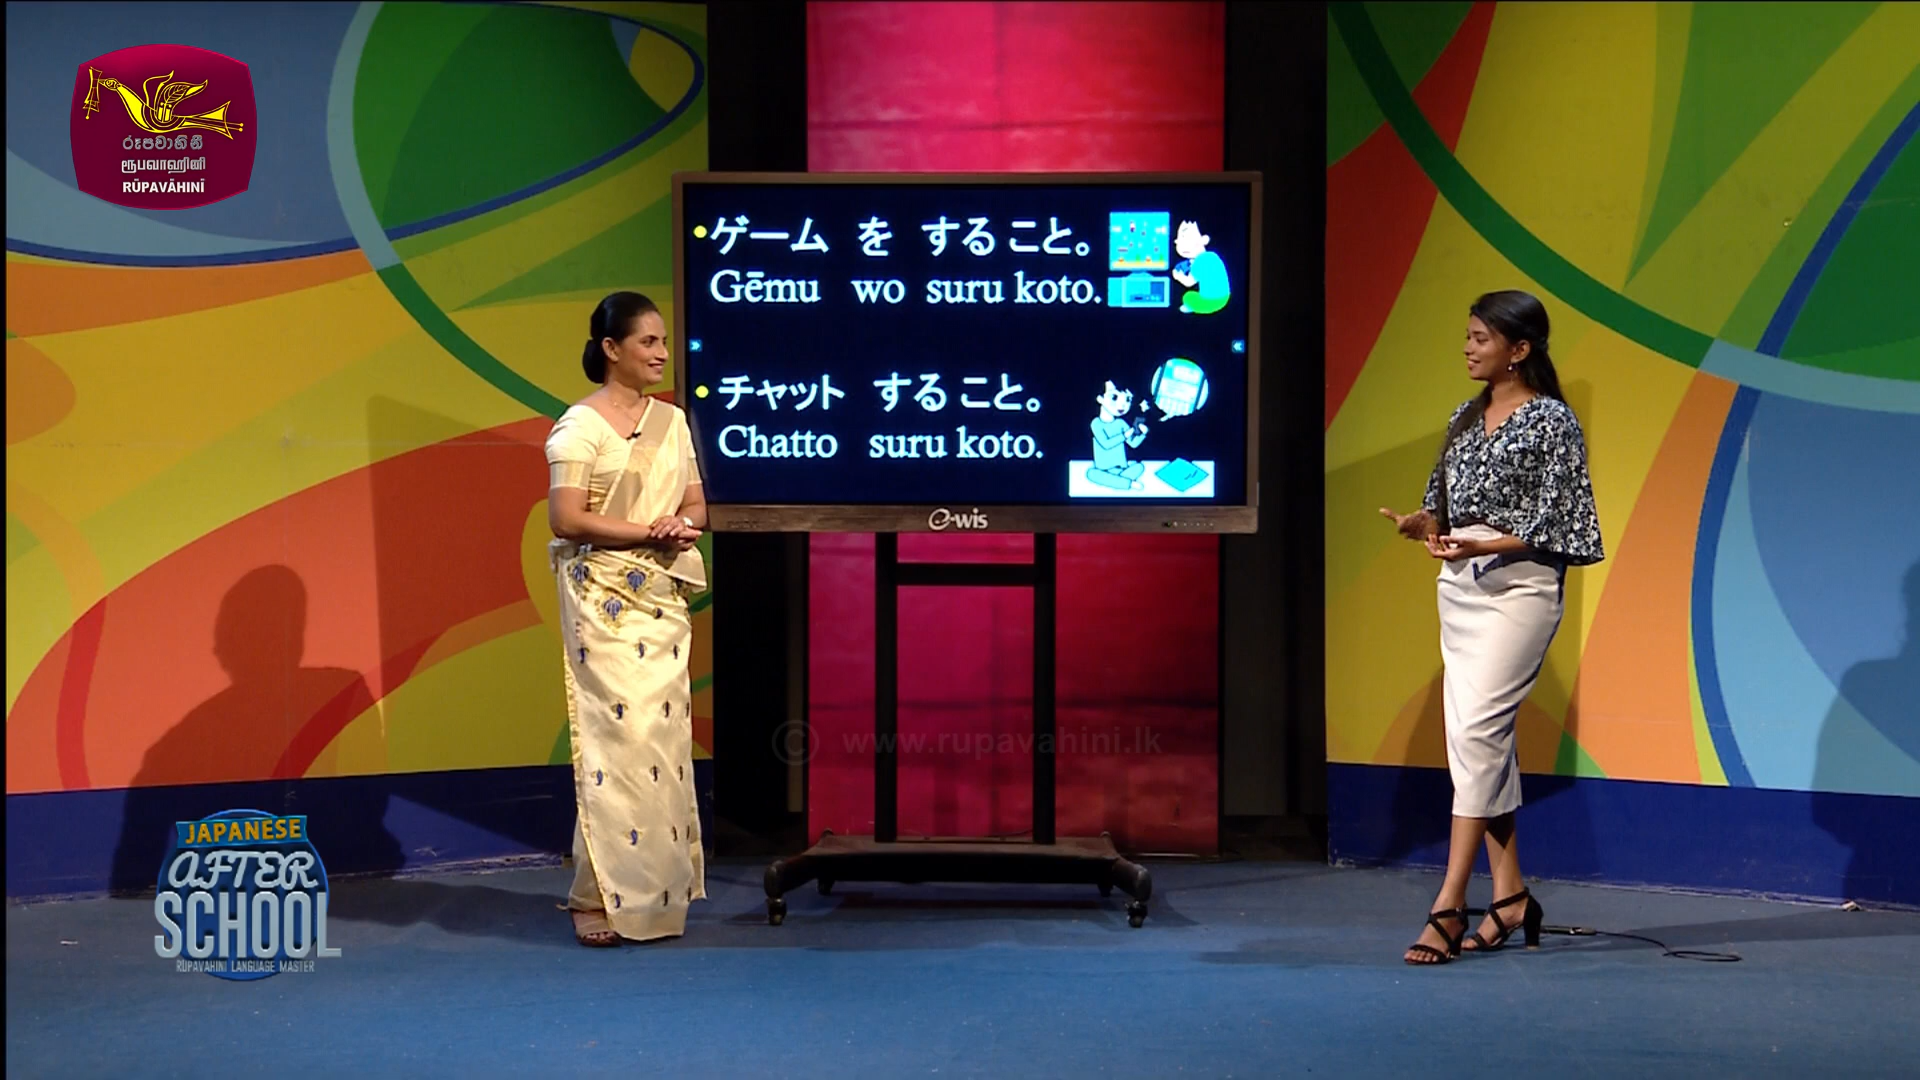 රූපවාහිනී
ரூபவாஹினி
RŪPAVĀHINĪ
•ゲーム を する こと。
Gēmu wo suru koto.
•チャット する こと。
Chatto suru koto.
e-wis
© www.rupavahini.lk
JAPANESE
AFTER
SCHOOL
RUPAVAHINI LANGUAGE MASTER